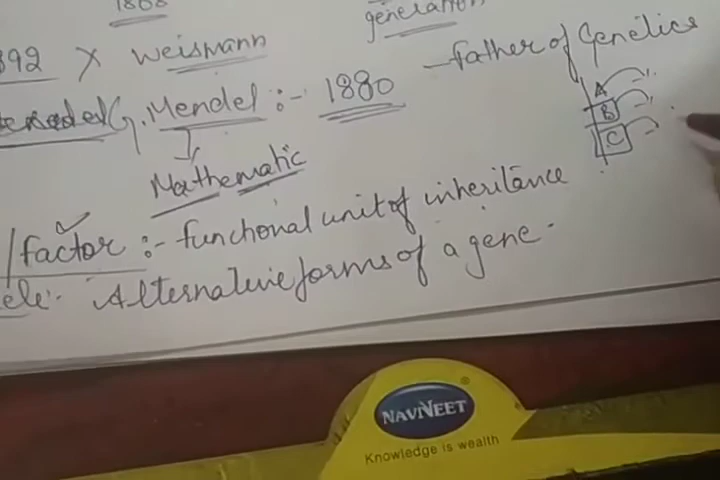 1868
generation
892 X Weismann
G. Mendel :- 1880 - father of Genetics
Mathematic
A
B
C
/factor :- functional unit of inheritance
ele:- Alternative forms of a gene.
NAVNEET
Knowledge is wealth